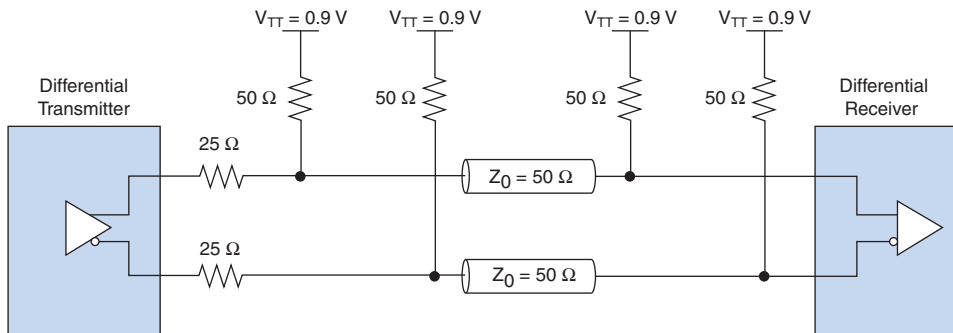 V_TT = 0.9 V V_TT = 0.9 V V_TT = 0.9 V V_TT = 0.9 V
Differential
Transmitter
Differential
Receiver
50 Ω 50 Ω 50 Ω 50 Ω
25 Ω
Z_0 = 50 Ω
25 Ω
Z_0 = 50 Ω